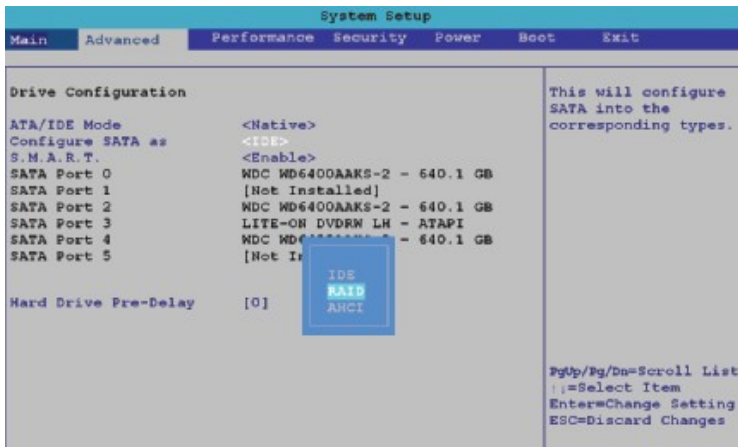 System Setup
Main Advanced Performance Security Power Boot Exit
Drive Configuration
ATA/IDE Mode <Native>
Configure SATA as <IDE>
S.M.A.R.T. <Enable>
SATA Port 0 WDC WD6400AAKS-2 - 640.1 GB
SATA Port 1 [Not Installed]
SATA Port 2 WDC WD6400AAKS-2 - 640.1 GB
SATA Port 3 LITE-ON DVDRW LH - ATAPI
SATA Port 4 WDC - 640.1 GB
SATA Port 5 [Not
Hard Drive Pre-Delay [0]
IDE
RAID
AHCI
This will configure
SATA into the
corresponding types.
PgUp/Pg/Dn=Scroll List
↑↓=Select Item
Enter=Change Setting
ESC=Discard Changes